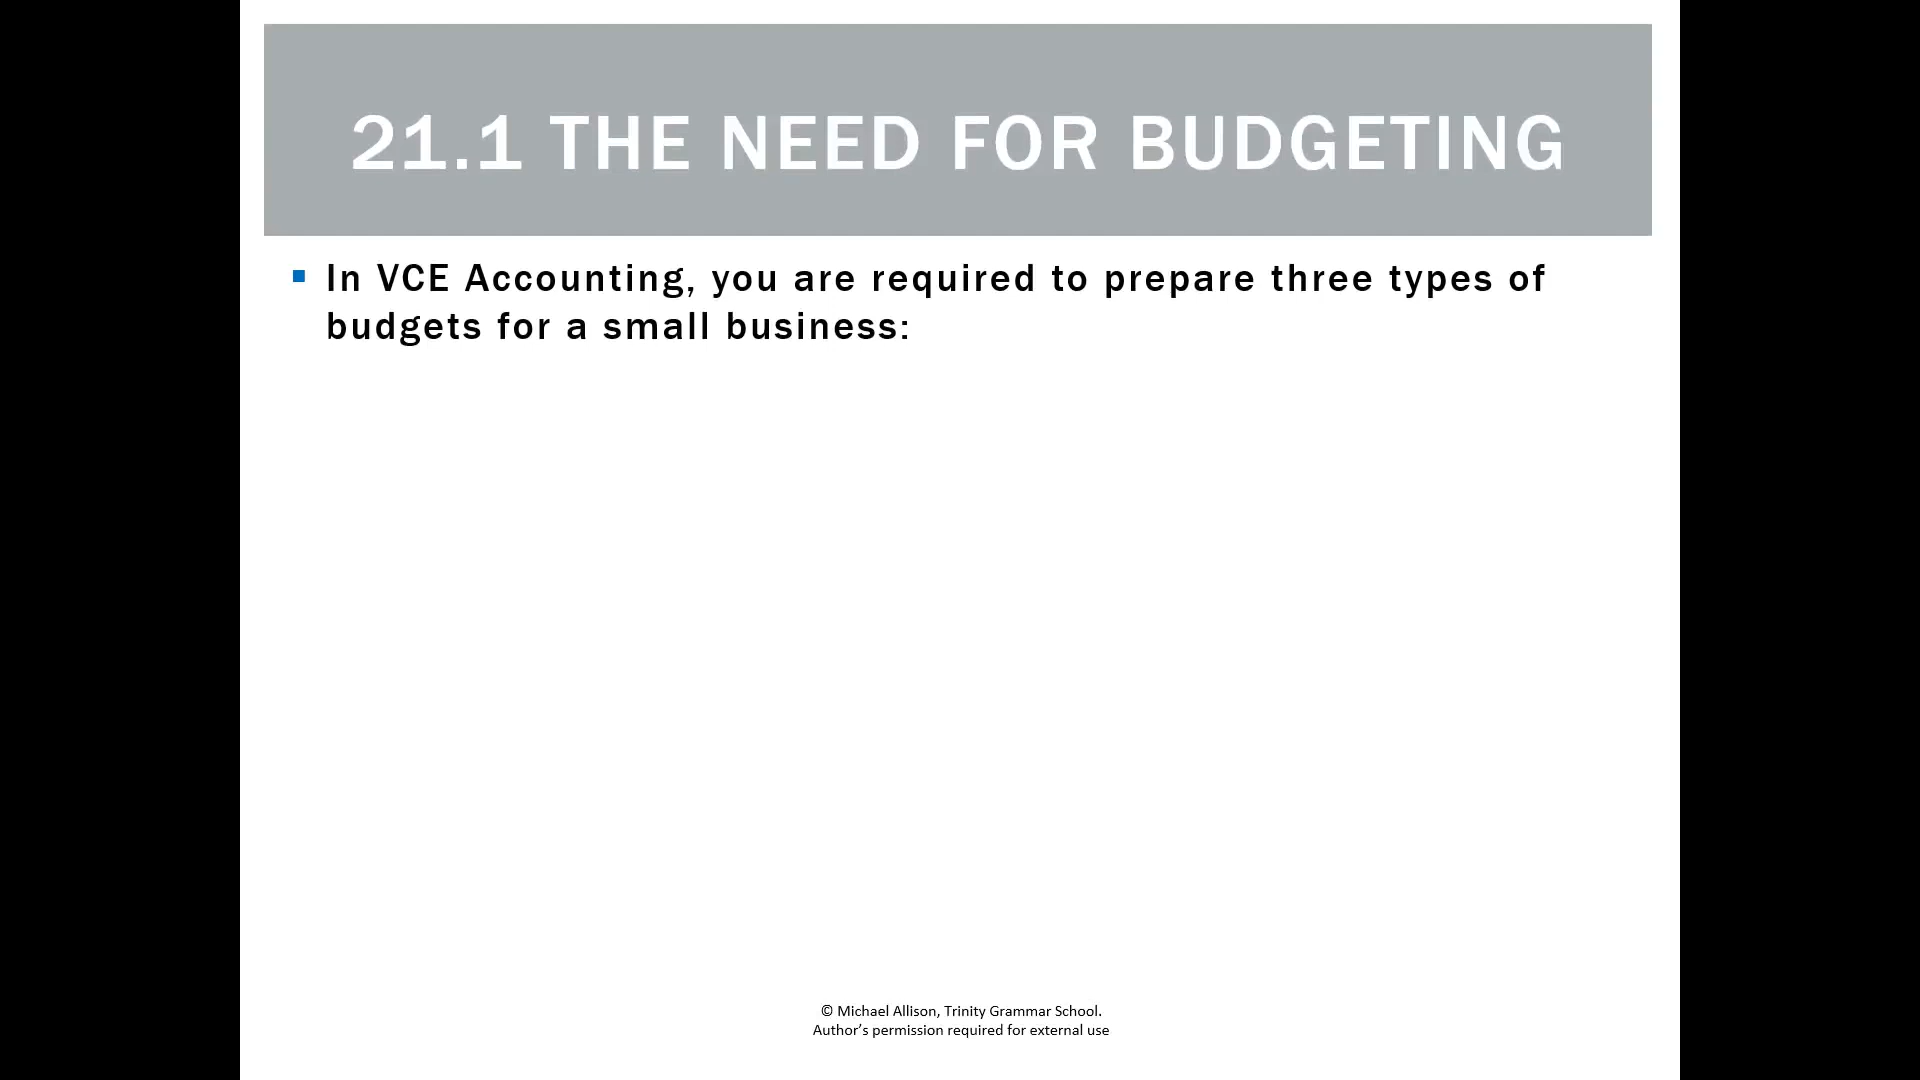 21.1 THE NEED FOR BUDGETING
▪ In VCE Accounting, you are required to prepare three types of
budgets for a small business:
© Michael Allison, Trinity Grammar School.
Author’s permission required for external use